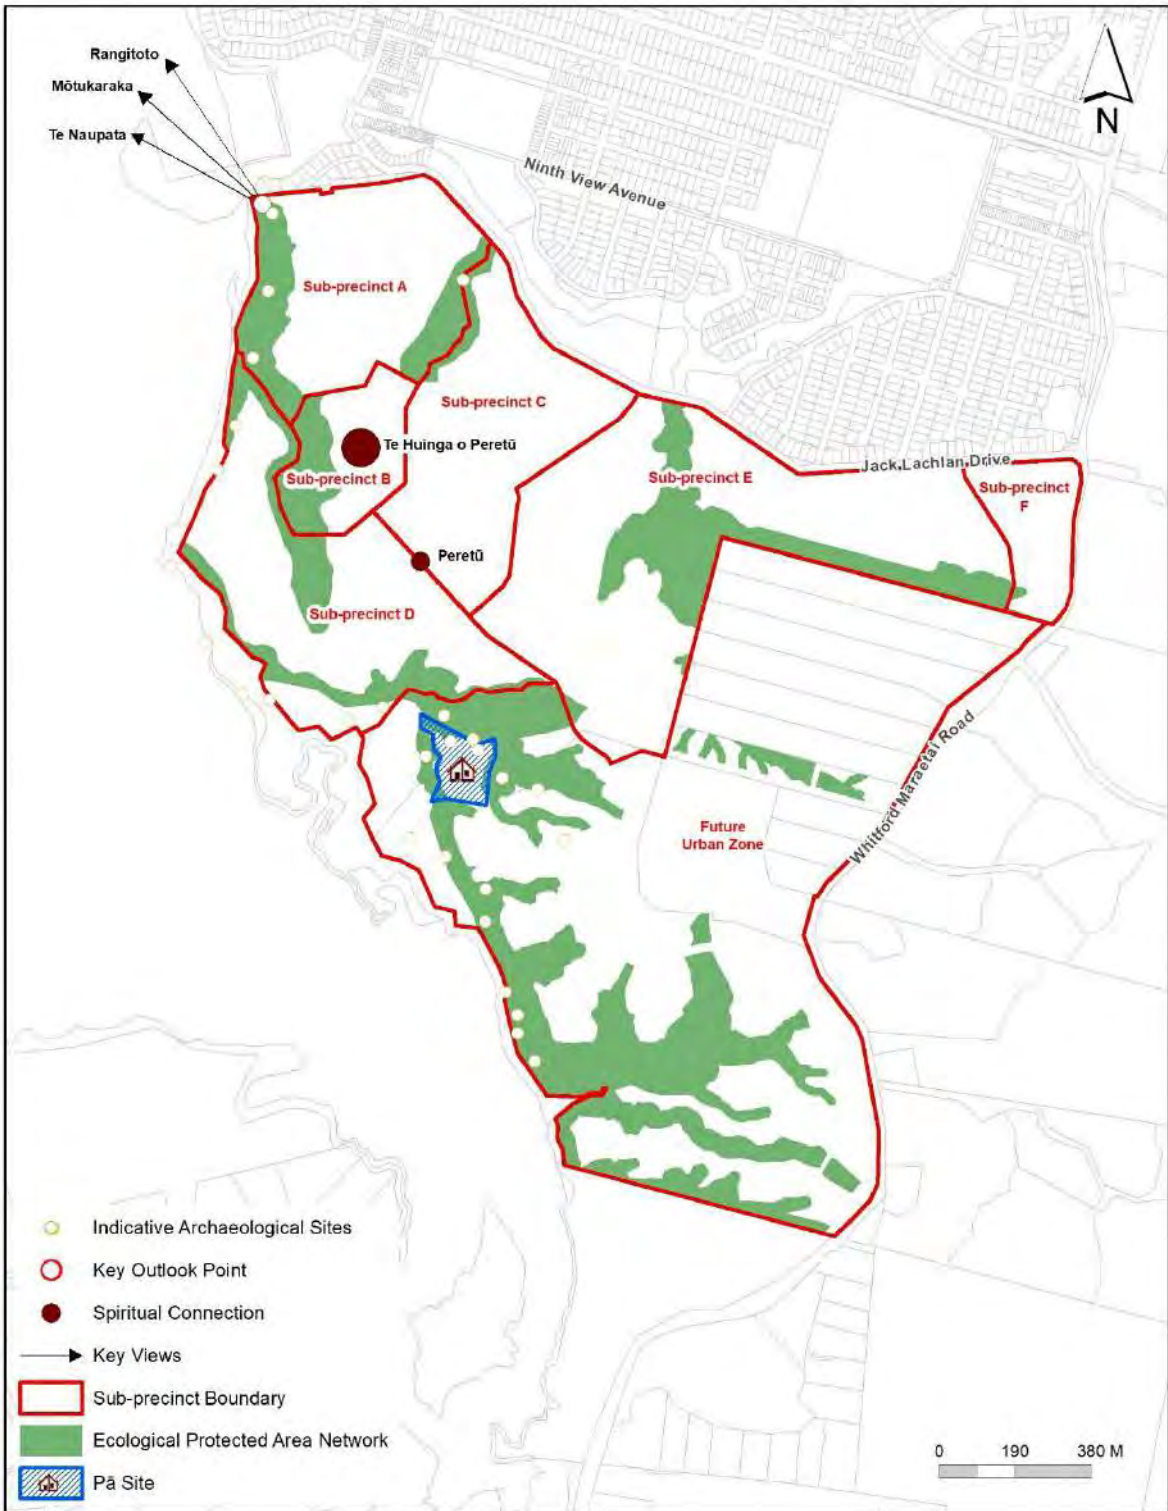 Rangitoto
Mōtukaraka
Te Naupata
N
Ninth View Avenue
Sub-precinct A
Sub-precinct C
Te Huinga o Peretū
Sub-precinct B
Sub-precinct E
Jack Lachlan Drive
Sub-precinct
F
Peretū
Sub-precinct D
Whitford Maraetai Road
Future
Urban Zone
Indicative Archaeological Sites
Key Outlook Point
Spiritual Connection
Key Views
Sub-precinct Boundary
Ecological Protected Area Network
Pā Site
0 190 380 M